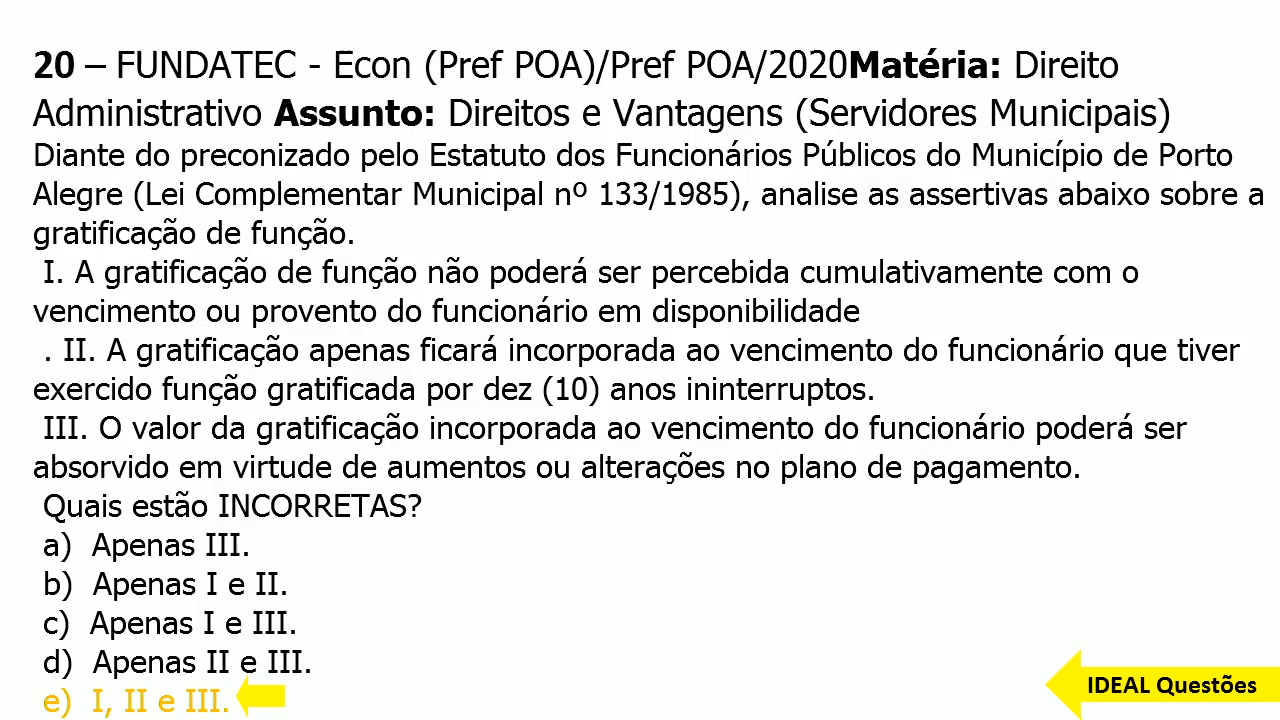 20 – FUNDATEC - Econ (Pref POA)/Pref POA/2020Matéria: Direito
Administrativo Assunto: Direitos e Vantagens (Servidores Municipais)
Diante do preconizado pelo Estatuto dos Funcionários Públicos do Município de Porto
Alegre (Lei Complementar Municipal nº 133/1985), analise as assertivas abaixo sobre a
gratificação de função.
I. A gratificação de função não poderá ser percebida cumulativamente com o
vencimento ou provento do funcionário em disponibilidade
. II. A gratificação apenas ficará incorporada ao vencimento do funcionário que tiver
exercido função gratificada por dez (10) anos ininterruptos.
III. O valor da gratificação incorporada ao vencimento do funcionário poderá ser
absorvido em virtude de aumentos ou alterações no plano de pagamento.
Quais estão INCORRETAS?
a) Apenas III.
b) Apenas I e II.
c) Apenas I e III.
d) Apenas II e III.
e) I, II e III.
IDEAL Questões